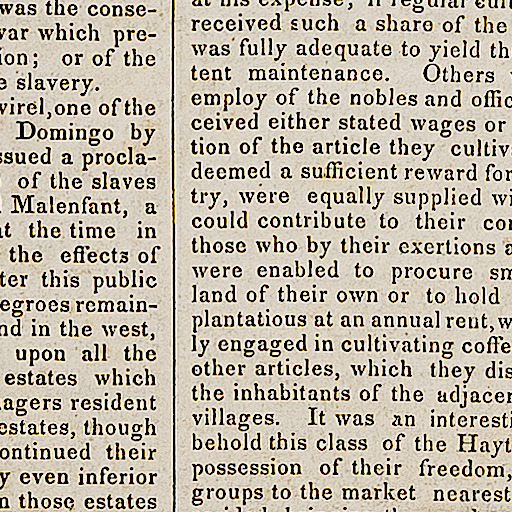 was the conse-
war which pre-
ion; or of the
slavery.
wirel, one of the
Domingo by
ssued a procla-
of the slaves
Malenfant, a
at the time in
the effects of
ter this public
egroes remain-
nd in the west,
upon all the
estates which
nagers resident
estates, though
ontinued their
y even inferior
n those estates
at his expense, if regular
received such a share of the
was fully adequate to yield th
tent maintenance. Others
employ of the nobles and offic
ceived either stated wages or
tion of the article they cultiv
deemed a sufficient reward for
try, were equally supplied wi
could contribute to their con
those who by their exertions a
were enabled to procure sm
land of their own or to hold
plantatious at an annual rent, w
ly engaged in cultivating coffe
other articles, which they dis
the inhabitants of the adjacen
villages. It was an interesti
behold this class of the Hayt
possession of their freedom,
groups to the market nearest